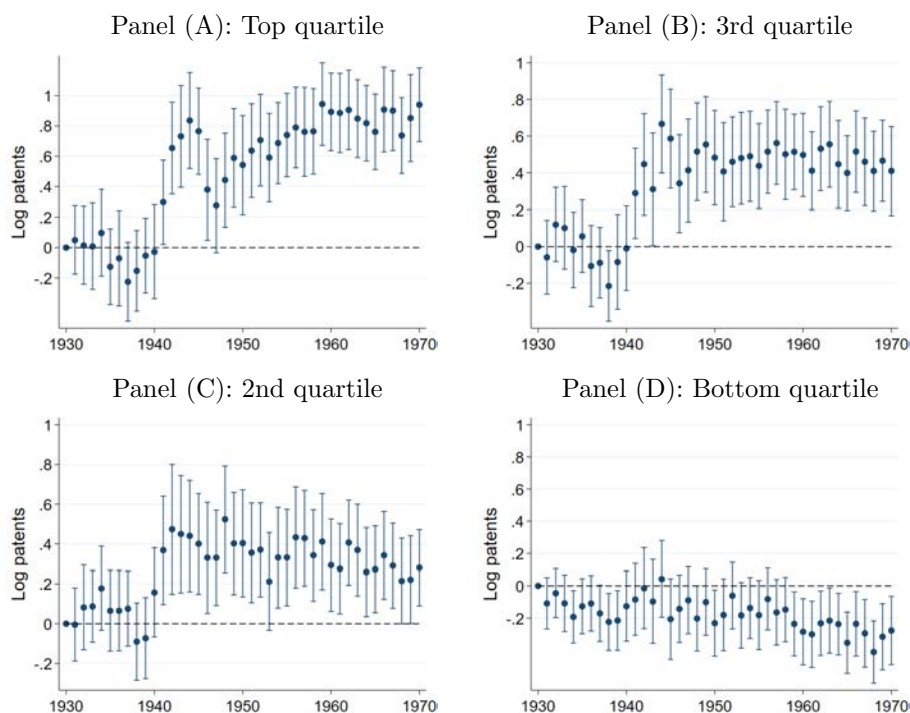 Panel (A): Top quartile
Log patents
1
.8
.6
.4
.2
0
-.2
1930 1940 1950 1960 1970
Panel (B): 3rd quartile
Log patents
1
.8
.6
.4
.2
0
-.2
1930 1940 1950 1960 1970
Panel (C): 2nd quartile
Log patents
1
.8
.6
.4
.2
0
-.2
1930 1940 1950 1960 1970
Panel (D): Bottom quartile
Log patents
1
.8
.6
.4
.2
0
-.2
1930 1940 1950 1960 1970